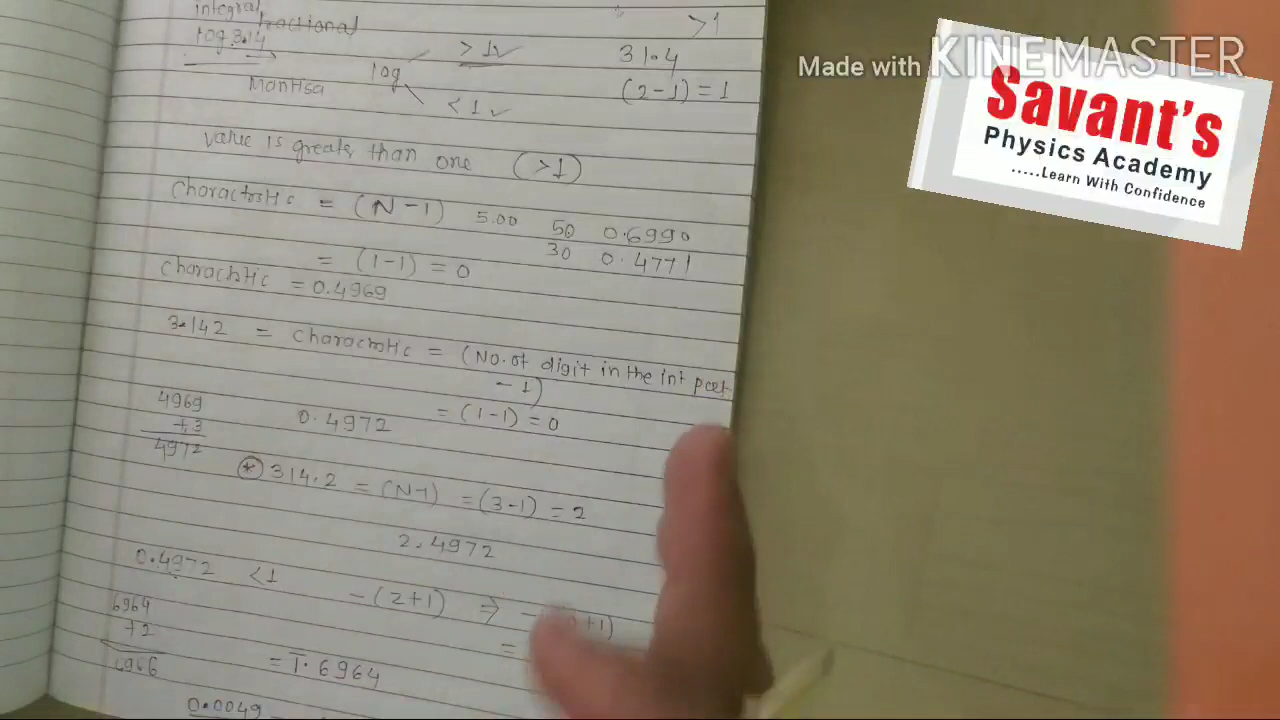 integral fractional
log 3.14 > 1 31.4 >1
Mantisa log (2-1) = 1
< 1
value is greater than one (>1)
characteristic = (N-1) 5.00 50 0.6990
30 0.4771
= (1-1) = 0
= 0.4969
3.142 = = (No. of digit in the int part
- 1)
4969 0.4972 = (1-1) = 0
+3
4972
* 314.2 = (N-1) = (3-1) = 2
2.4972
0.4972 <1
-(2+1) ⇒ +1)
6964
+2 =
= 1̅.6964
0.0049
Made with KINEMASTER
Savant's
Physics Academy
.....Learn With Confidence